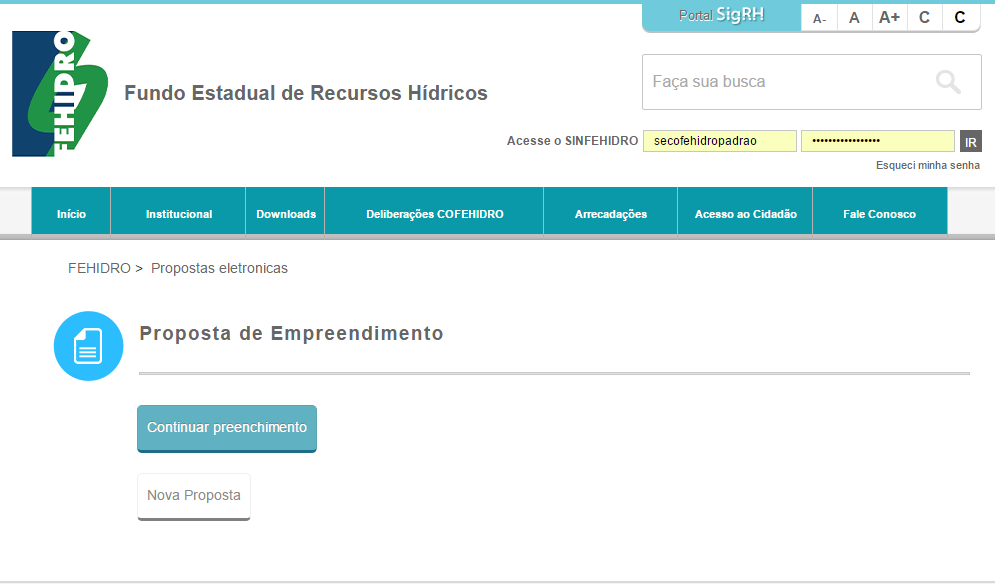 Portal SigRH
A- A A+ C C
FEHIDRO
Fundo Estadual de Recursos Hídricos
Faça sua busca
Acesse o SINFEHIDRO secofehidropadrao •••••••••••••••• IR
Esqueci minha senha
Início Institucional Downloads Deliberações COFEHIDRO Arrecadações Acesso ao Cidadão Fale Conosco
FEHIDRO > Propostas eletronicas
Proposta de Empreendimento
Continuar preenchimento
Nova Proposta